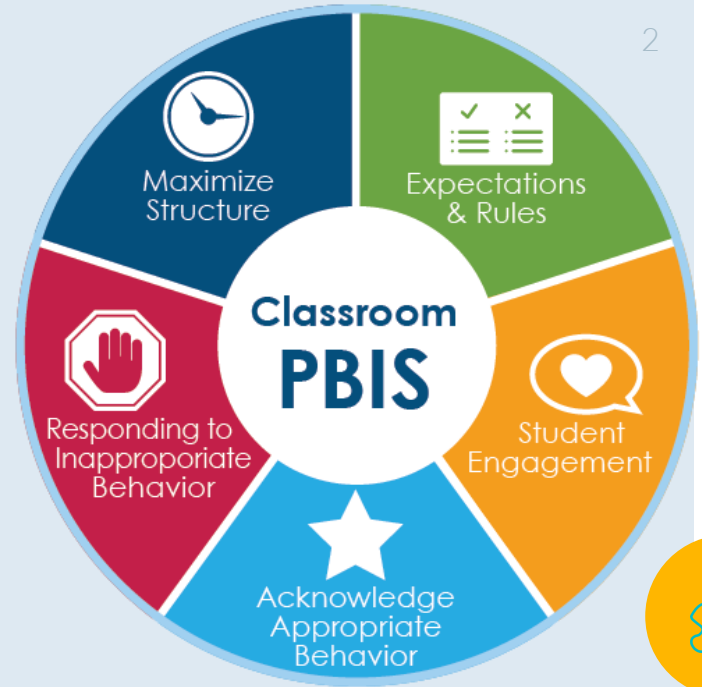 2
Maximize
Structure
Expectations
& Rules
Classroom
PBIS
Responding to
Inapproporiate
Behavior
Student
Engagement
Acknowledge
Appropriate
Behavior